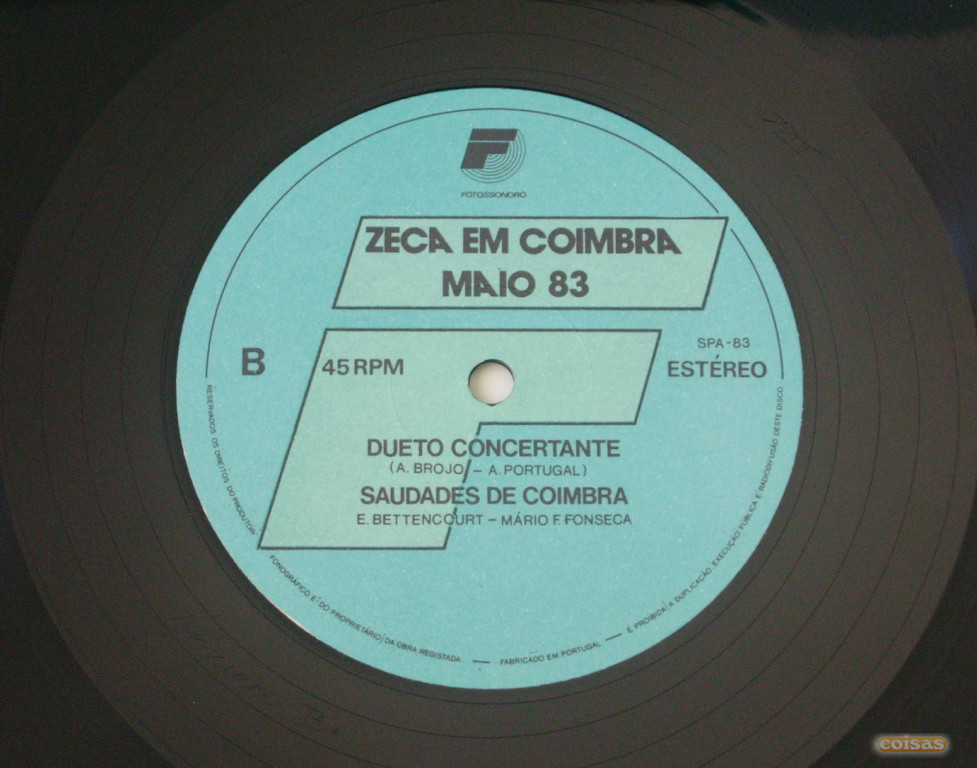 FOTOSSONORO
ZECA EM COIMBRA
MAIO 83
SPA-83
B
45 RPM
ESTÉREO
DUETO CONCERTANTE
(A. BROJO - A. PORTUGAL)
SAUDADES DE COIMBRA
E. BETTENCOURT - MÁRIO F. FONSECA
RESERVADOS OS DIREITOS DO PRODUTOR FONOGRÁFICO E DO PROPRIETÁRIO DA OBRA REGISTADA — FABRICADO EM PORTUGAL — É PROIBIDA A DUPLICAÇÃO, EXECUÇÃO PÚBLICA E RADIODIFUSÃO DESTE DISCO
coisas